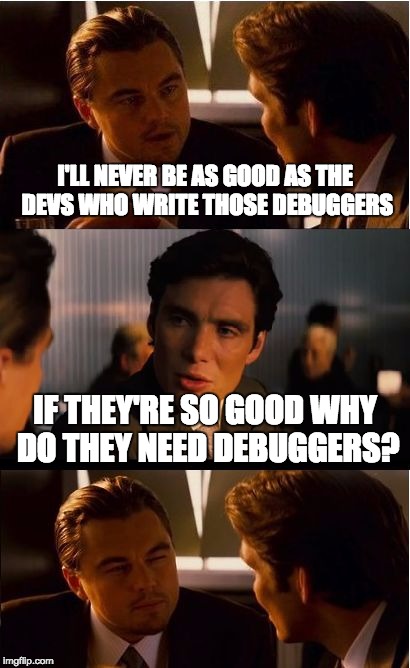 I'LL NEVER BE AS GOOD AS THE
DEVS WHO WRITE THOSE DEBUGGERS
IF THEY'RE SO GOOD WHY
DO THEY NEED DEBUGGERS?
imgflip.com